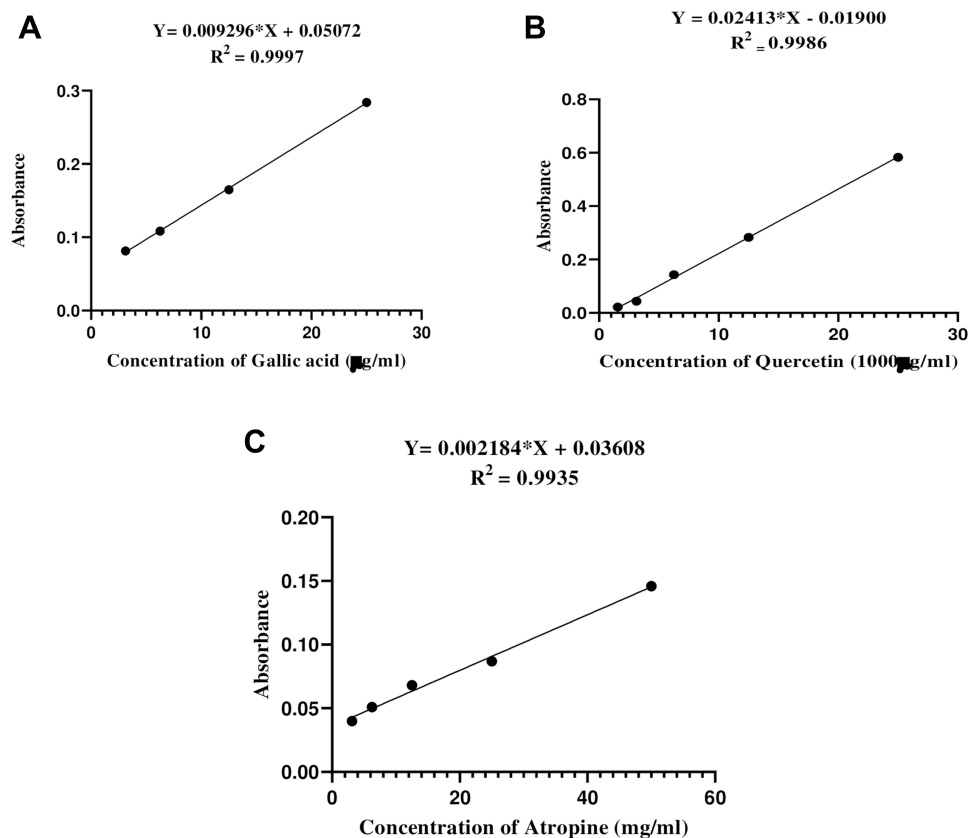 A
Y= 0.009296*X + 0.05072
R² = 0.9997
0.3
0.2
0.1
0.0
Absorbance
0 10 20 30
Concentration of Gallic acid (μg/ml)
B
Y = 0.02413*X - 0.01900
R² = 0.9986
0.8
0.6
0.4
0.2
0.0
Absorbance
0 10 20 30
Concentration of Quercetin (1000μg/ml)
C
Y= 0.002184*X + 0.03608
R² = 0.9935
0.20
0.15
0.10
0.05
0.00
Absorbance
0 20 40 60
Concentration of Atropine (mg/ml)